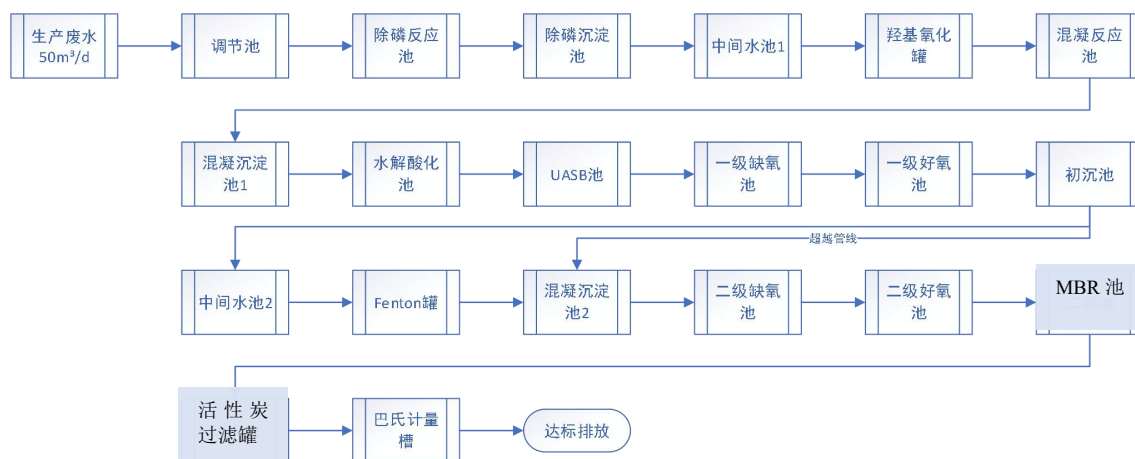 生产废水
50m³/d
调节池
除磷反应
池
除磷沉淀
池
中间水池1
羟基氧化
罐
混凝反应
池
混凝沉淀
池1
水解酸化
池
UASB池
一级缺氧
池
一级好氧
池
初沉池
超越管线
中间水池2
Fenton罐
混凝沉淀
池2
二级缺氧
池
二级好氧
池
MBR 池
活 性 炭
过滤罐
巴氏计量
槽
达标排放